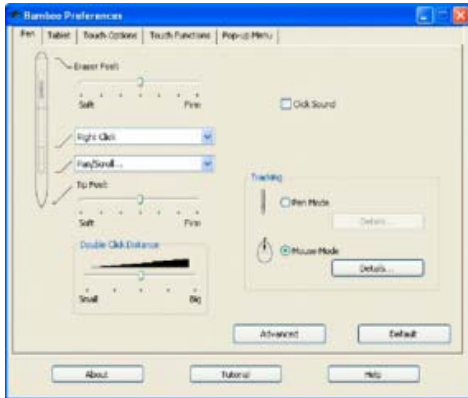 Bamboo Preferences
Pen Tablet Touch Options Touch Functions Pop-up Menu
Eraser Feel:
Soft Firm
Click Sound
Right Click
Pan/Scroll...
Tip Feel:
Soft Firm
Tracking
Pen Mode
Details...
Mouse Mode
Details...
Double Click Distance
Small Big
Advanced Default
About Tutorial Help